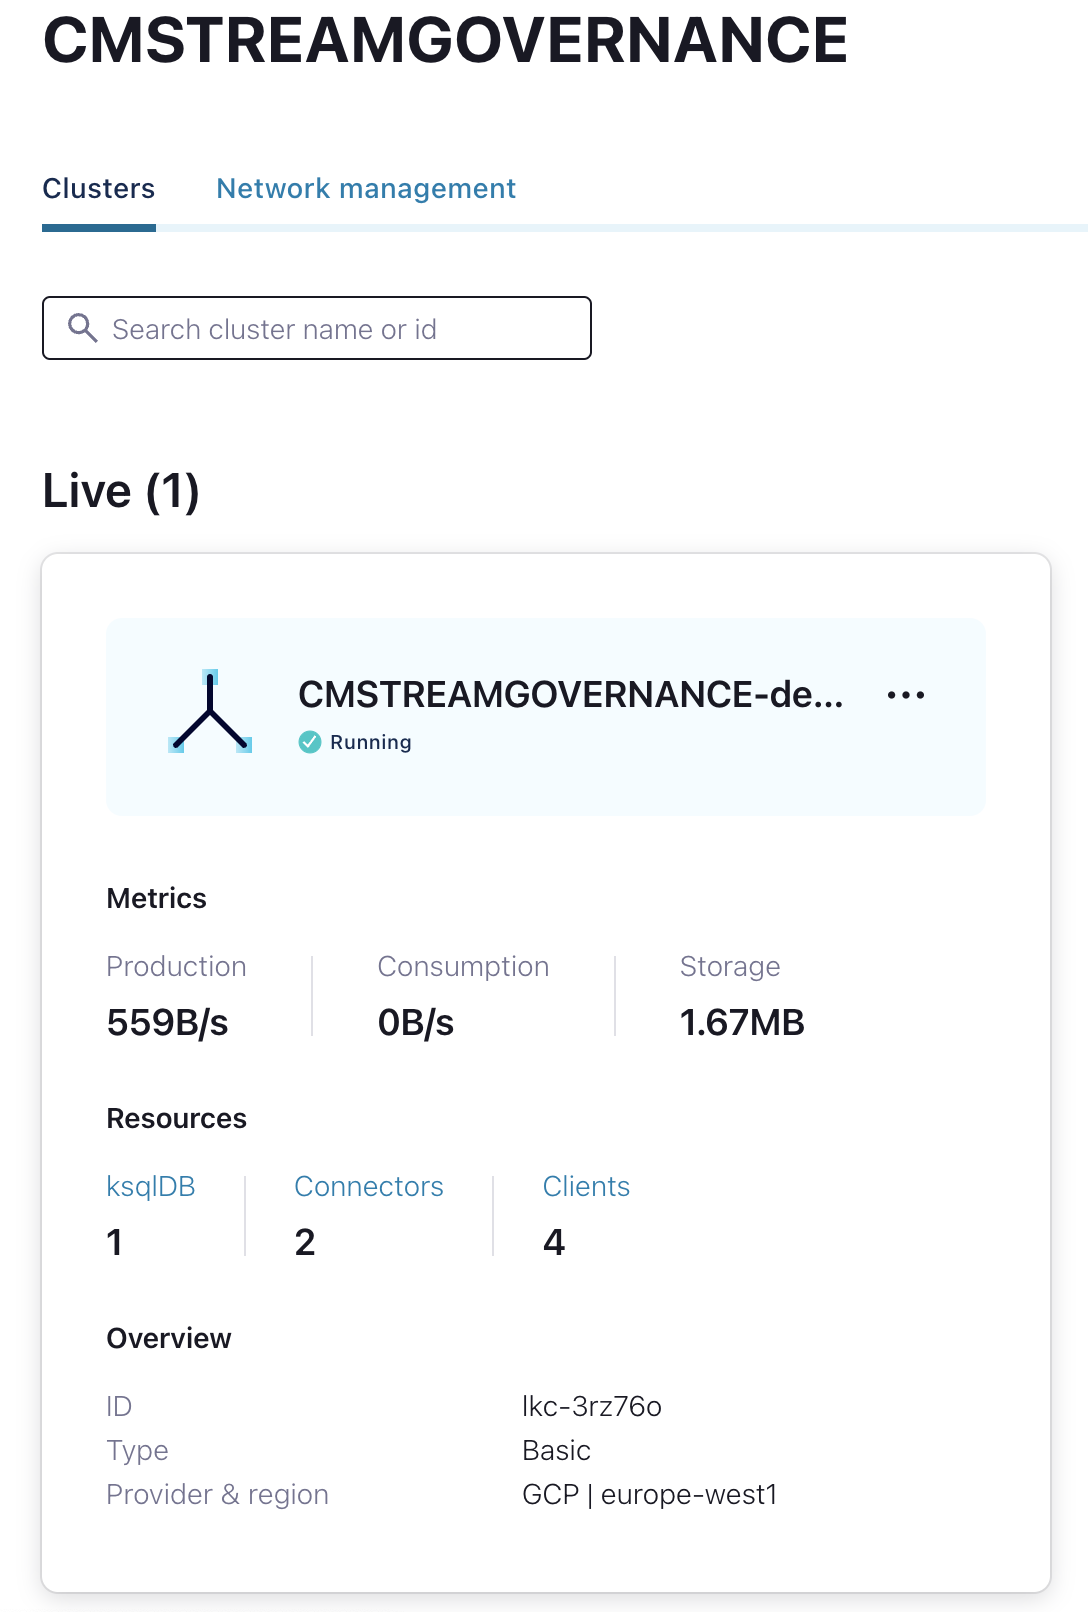 CMSTREAMGOVERNANCE
Clusters Network management
Search cluster name or id
Live (1)
CMSTREAMGOVERNANCE-de...
Running
Metrics
Production Consumption Storage
559B/s 0B/s 1.67MB
Resources
ksqlDB Connectors Clients
1 2 4
Overview
ID lkc-3rz76o
Type Basic
Provider & region GCP | europe-west1